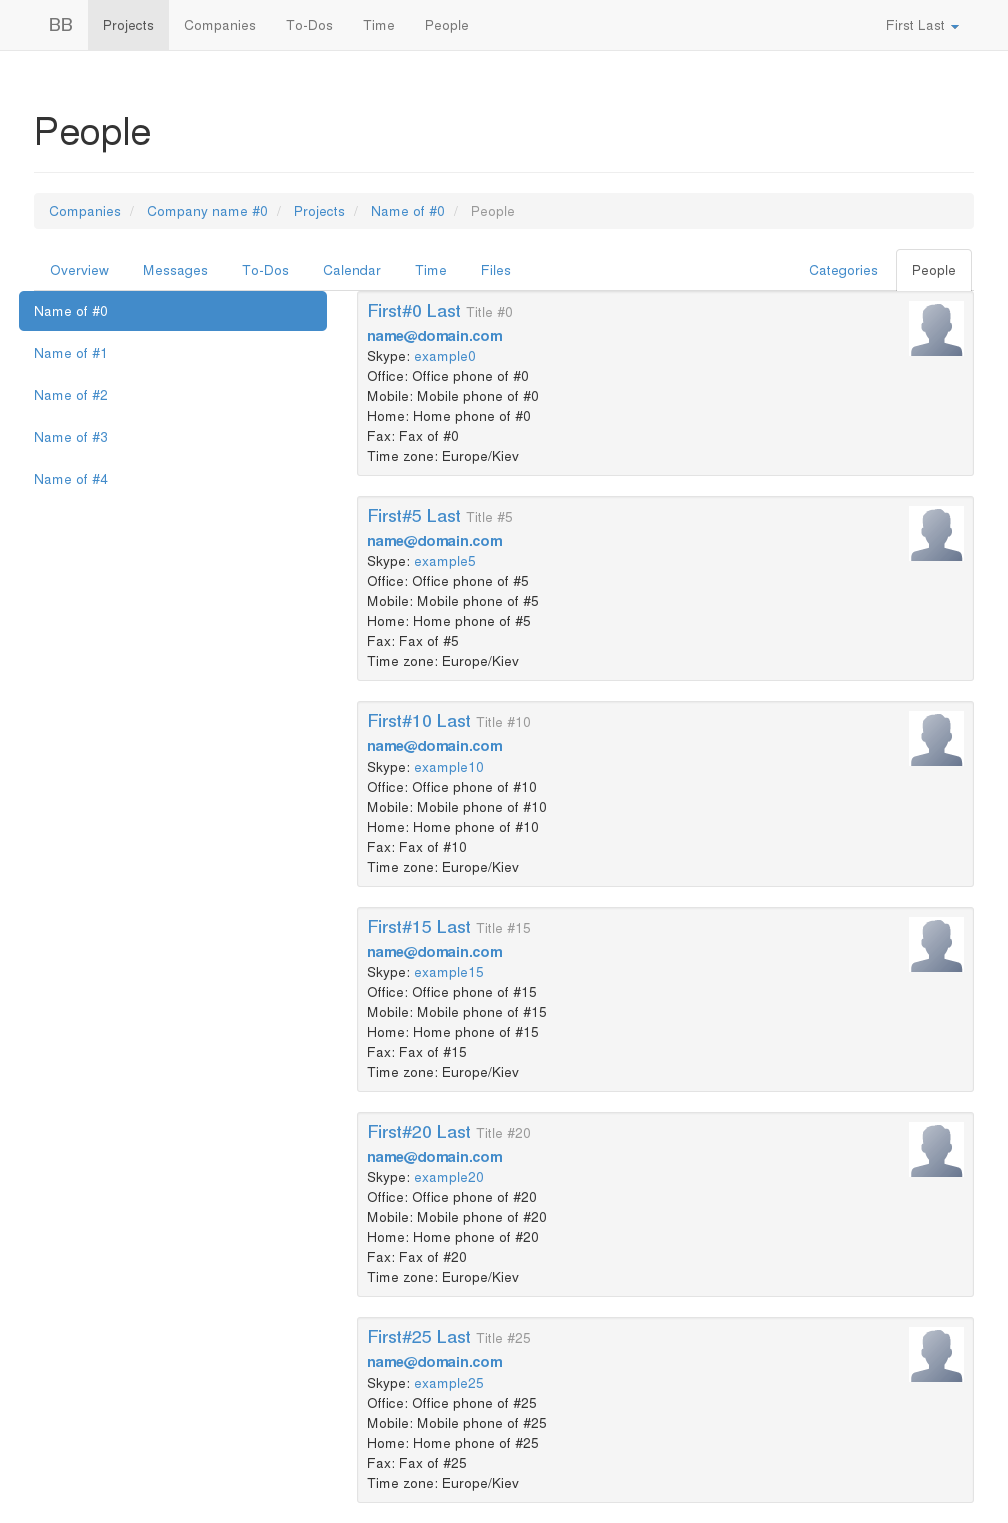 BB Projects Companies To-Dos Time People First Last
People
Companies / Company name #0 / Projects / Name of #0 / People
Overview Messages To-Dos Calendar Time Files Categories People
Name of #0
Name of #1
Name of #2
Name of #3
Name of #4
First#0 Last Title #0
name@domain.com
Skype: example0
Office: Office phone of #0
Mobile: Mobile phone of #0
Home: Home phone of #0
Fax: Fax of #0
Time zone: Europe/Kiev
First#5 Last Title #5
name@domain.com
Skype: example5
Office: Office phone of #5
Mobile: Mobile phone of #5
Home: Home phone of #5
Fax: Fax of #5
Time zone: Europe/Kiev
First#10 Last Title #10
name@domain.com
Skype: example10
Office: Office phone of #10
Mobile: Mobile phone of #10
Home: Home phone of #10
Fax: Fax of #10
Time zone: Europe/Kiev
First#15 Last Title #15
name@domain.com
Skype: example15
Office: Office phone of #15
Mobile: Mobile phone of #15
Home: Home phone of #15
Fax: Fax of #15
Time zone: Europe/Kiev
First#20 Last Title #20
name@domain.com
Skype: example20
Office: Office phone of #20
Mobile: Mobile phone of #20
Home: Home phone of #20
Fax: Fax of #20
Time zone: Europe/Kiev
First#25 Last Title #25
name@domain.com
Skype: example25
Office: Office phone of #25
Mobile: Mobile phone of #25
Home: Home phone of #25
Fax: Fax of #25
Time zone: Europe/Kiev